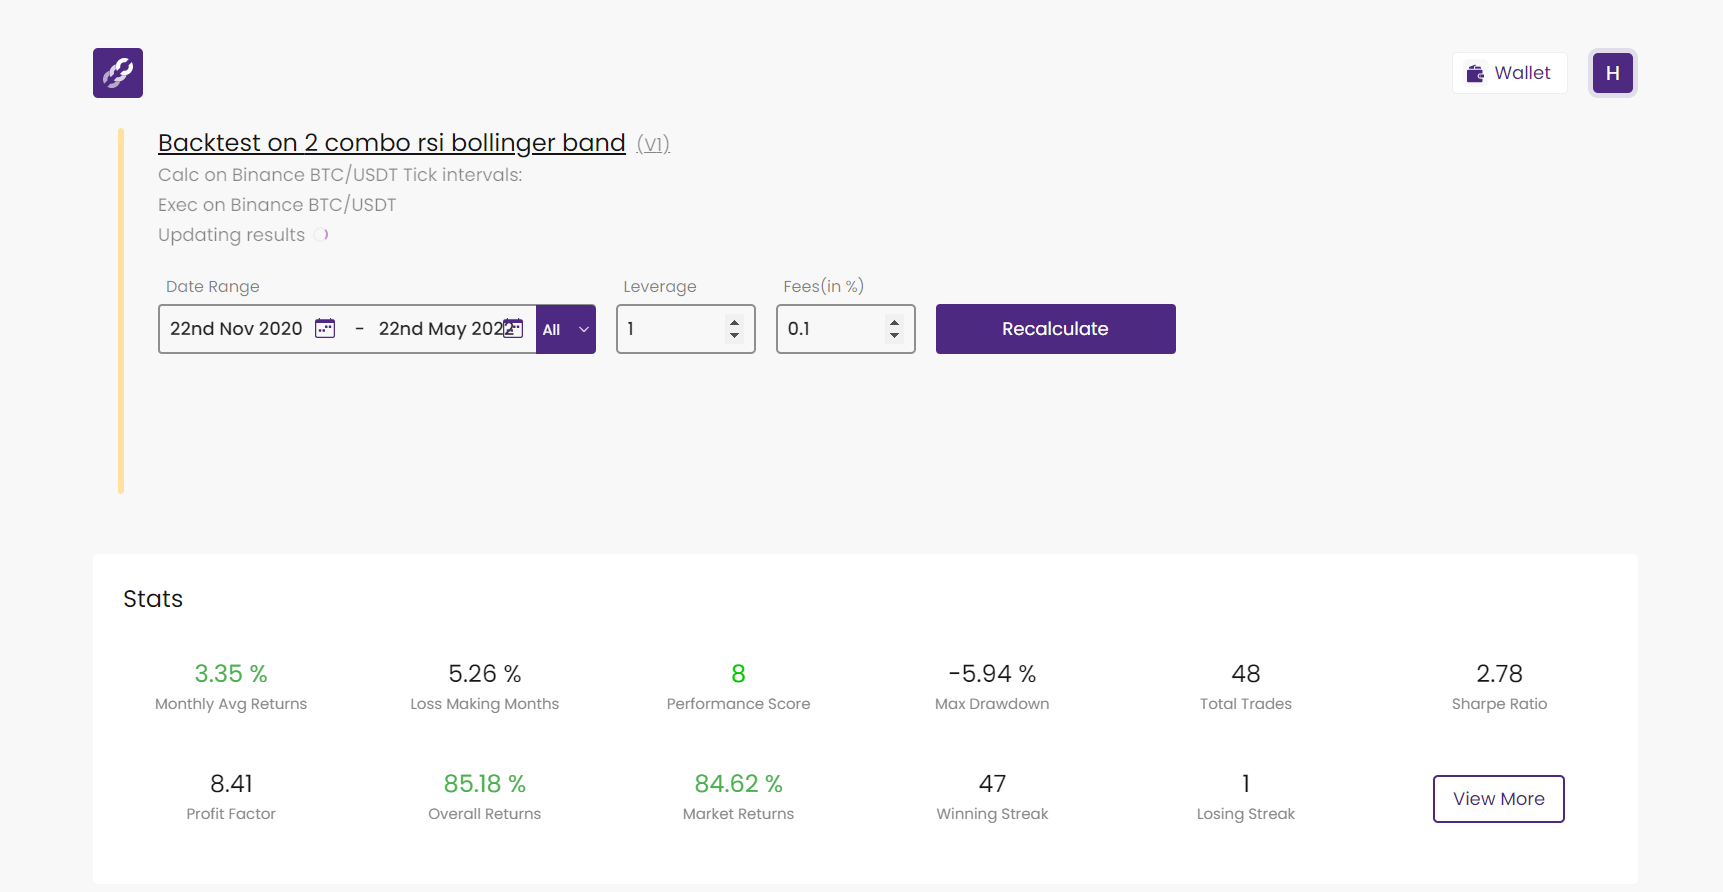 Wallet
H
Backtest on 2 combo rsi bollinger band (V1)
Calc on Binance BTC/USDT Tick intervals:
Exec on Binance BTC/USDT
Updating results
Date Range
Leverage
Fees(in %)
22nd Nov 2020 - 22nd May 2022 All
1
0.1
Recalculate
Stats
3.35 %
Monthly Avg Returns
5.26 %
Loss Making Months
8
Performance Score
-5.94 %
Max Drawdown
48
Total Trades
2.78
Sharpe Ratio
8.41
Profit Factor
85.18 %
Overall Returns
84.62 %
Market Returns
47
Winning Streak
1
Losing Streak
View More